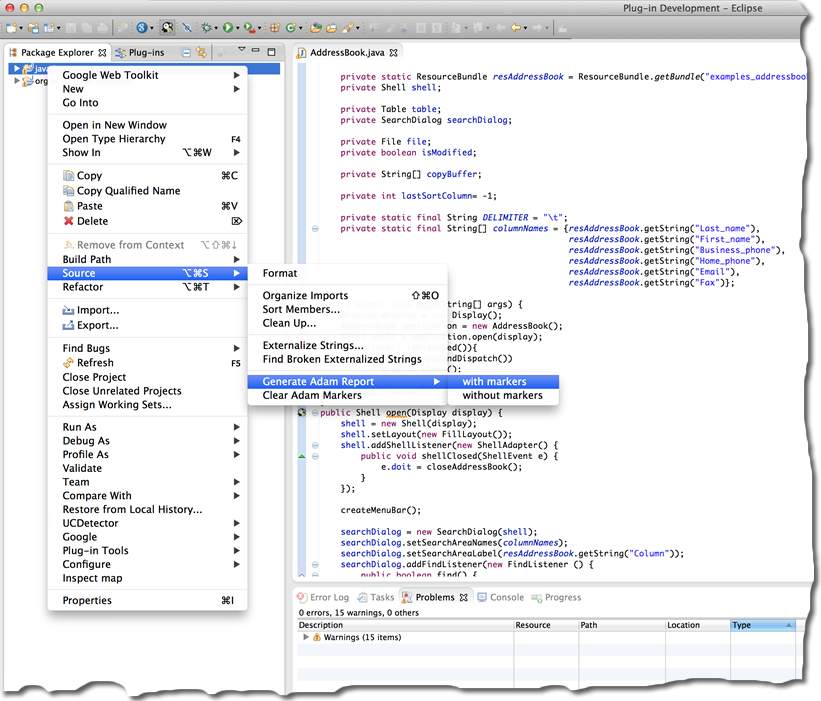 Plug-in Development - Eclipse
Package Explorer
Plug-ins
AddressBook.java
java
org
Google Web Toolkit
New
Go Into
Open in New Window
Open Type Hierarchy F4
Show In ⌥⌘W
Copy ⌘C
Copy Qualified Name
Paste ⌘V
Delete ⌦
Remove from Context ⌥⇧⌘↓
Build Path
Source ⌥⌘S
Refactor ⌥⌘T
Import...
Export...
Find Bugs
Refresh F5
Close Project
Close Unrelated Projects
Assign Working Sets...
Run As
Debug As
Profile As
Validate
Team
Compare With
Restore from Local History...
UCDetector
Google
Plug-in Tools
Configure
Inspect map
Properties ⌘I
Format
Organize Imports ⇧⌘O
Sort Members...
Clean Up...
Externalize Strings...
Find Broken Externalized Strings
Generate Adam Report
Clear Adam Markers
with markers
without markers
private static ResourceBundle resAddressBook = ResourceBundle.getBundle("examples_addressbook
private Shell shell;
private Table table;
private SearchDialog searchDialog;
private File file;
private boolean isModified;
private String[] copyBuffer;
private int lastSortColumn= -1;
private static final String DELIMITER = "\t";
private static final String[] columnNames = {resAddressBook.getString("Last_name"),
resAddressBook.getString("First_name"),
resAddressBook.getString("Business_phone"),
resAddressBook.getString("Home_phone"),
resAddressBook.getString("Email"),
resAddressBook.getString("Fax")};
tring[] args) {
Display();
= new AddressBook();
.open(display);
()){
ndDispatch())
();
public Shell open(Display display) {
shell = new Shell(display);
shell.setLayout(new FillLayout());
shell.addShellListener(new ShellAdapter() {
public void shellClosed(ShellEvent e) {
e.doit = closeAddressBook();
}
});
createMenuBar();
searchDialog = new SearchDialog(shell);
searchDialog.setSearchAreaNames(columnNames);
searchDialog.setSearchAreaLabel(resAddressBook.getString("Column"));
searchDialog.addFindListener(new FindListener () {
public boolean find() {
Error Log
Tasks
Problems
Console
Progress
0 errors, 15 warnings, 0 others
Description Resource Path Location Type
Warnings (15 items)